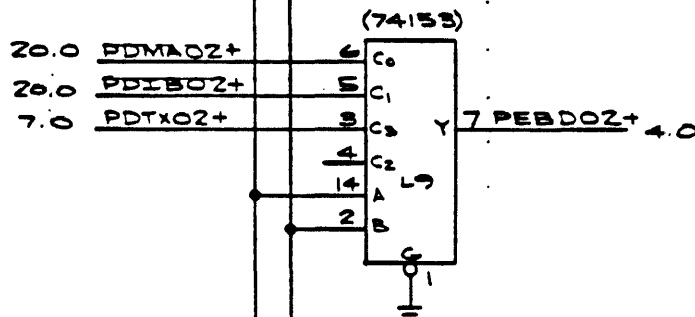 (74153)
20.0 PDMA02+ 6 C0
20.0 PDIB02+ 5 C1
7.0 PDTX02+ 3 C3 Y 7 PEBD02+ 4.0
4 C2
L9
14 A
2 B
G
1